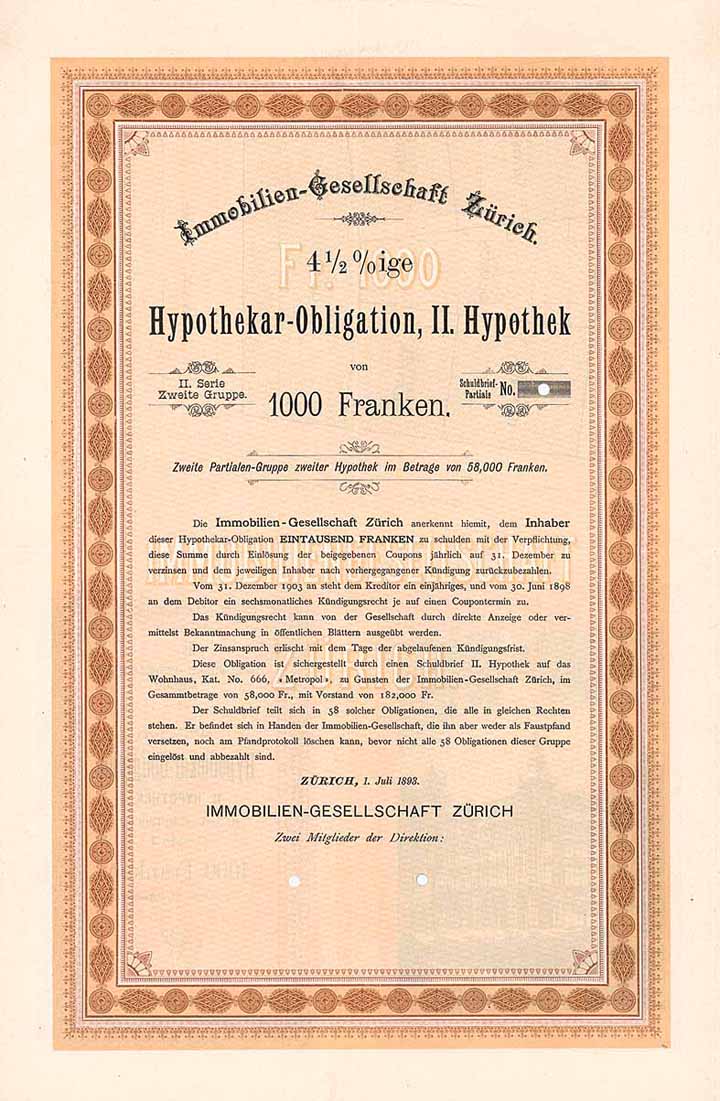 Immobilien-Gesellschaft Zürich.
Fr. 1000
4 1/2 %ige
Hypothekar-Obligation, II. Hypothek
von
II. Serie
Zweite Gruppe.
1000 Franken.
Schuldbrief-
Partiale No.
Zweite Partialen-Gruppe zweiter Hypothek im Betrage von 58,000 Franken.
Die Immobilien-Gesellschaft Zürich anerkennt hiemit, dem Inhaber
dieser Hypothekar-Obligation EINTAUSEND FRANKEN zu schulden mit der Verpflichtung,
diese Summe durch Einlösung der beigegebenen Coupons jährlich auf 31. Dezember zu
verzinsen und dem jeweiligen Inhaber nach vorhergegangener Kündigung zurückzubezahlen.
Vom 31. Dezember 1903 an steht dem Kreditor ein einjähriges, und vom 30. Juni 1898
an dem Debitor ein sechsmonatliches Kündigungsrecht je auf einen Coupontermin zu.
Das Kündigungsrecht kann von der Gesellschaft durch direkte Anzeige oder ver-
mittelst Bekanntmachung in öffentlichen Blättern ausgeübt werden.
Der Zinsanspruch erlischt mit dem Tage der abgelaufenen Kündigungsfrist.
Diese Obligation ist sichergestellt durch einen Schuldbrief II. Hypothek auf das
Wohnhaus, Kat. No. 666, «Metropol», zu Gunsten der Immobilien-Gesellschaft Zürich, im
Gesammtbetrage von 58,000 Fr., mit Vorstand von 182,000 Fr.
Der Schuldbrief teilt sich in 58 solcher Obligationen, die alle in gleichen Rechten
stehen. Er befindet sich in Handen der Immobilien-Gesellschaft, die ihn aber weder als Faustpfand
versetzen, noch am Pfandprotokoll löschen kann, bevor nicht alle 58 Obligationen dieser Gruppe
eingelöst und abbezahlt sind.
ZÜRICH, 1. Juli 1893.
IMMOBILIEN-GESELLSCHAFT ZÜRICH
Zwei Mitglieder der Direktion: